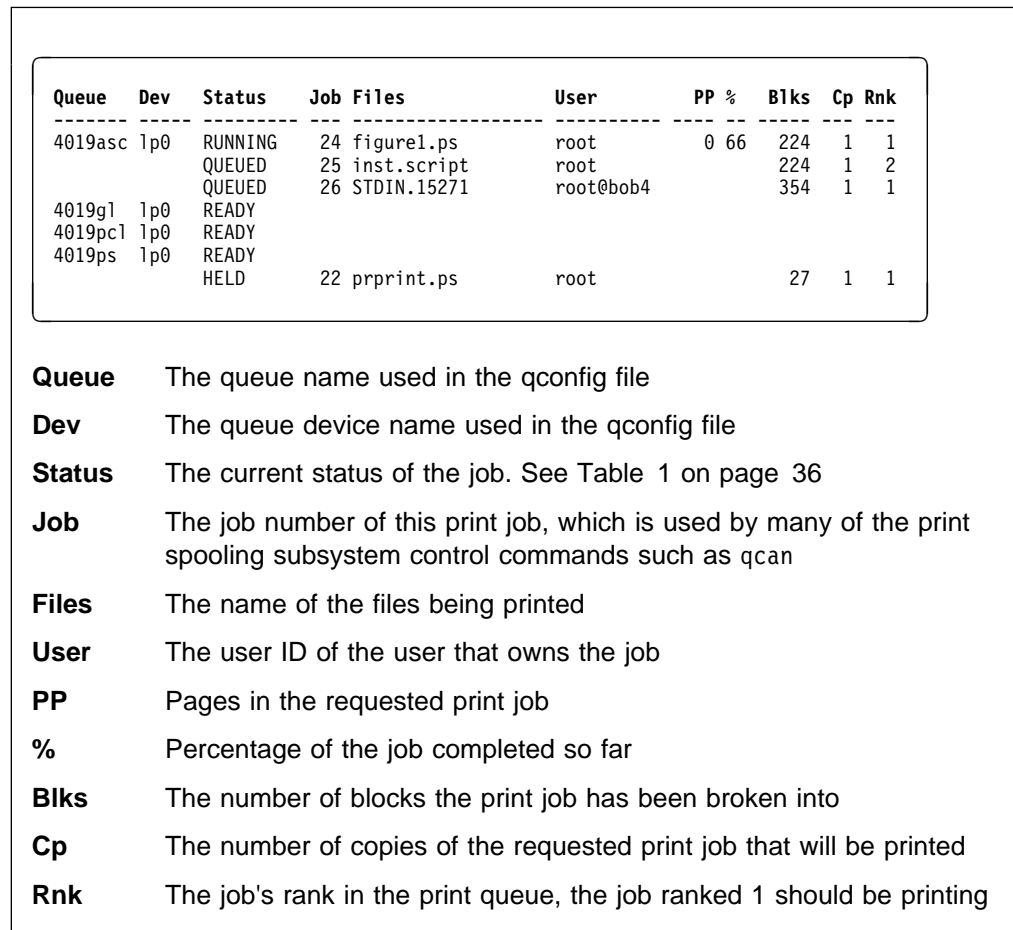 Queue   Dev   Status    Job Files              User       PP %   Blks  Cp Rnk
------- ----- --------- --- ------------------ ---------- ---- -- ----- --- ---
4019asc lp0   RUNNING    24 figure1.ps         root          0 66   224   1   1
              QUEUED     25 inst.script        root                 224   1   2
              QUEUED     26 STDIN.15271        root@bob4            354   1   1
4019gl  lp0   READY
4019pcl lp0   READY
4019ps  lp0   READY
              HELD       22 prprint.ps         root                  27   1   1
Queue The queue name used in the qconfig file
Dev The queue device name used in the qconfig file
Status The current status of the job. See Table 1 on page 36
Job The job number of this print job, which is used by many of the print
spooling subsystem control commands such as qcan
Files The name of the files being printed
User The user ID of the user that owns the job
PP Pages in the requested print job
% Percentage of the job completed so far
Blks The number of blocks the print job has been broken into
Cp The number of copies of the requested print job that will be printed
Rnk The job's rank in the print queue, the job ranked 1 should be printing